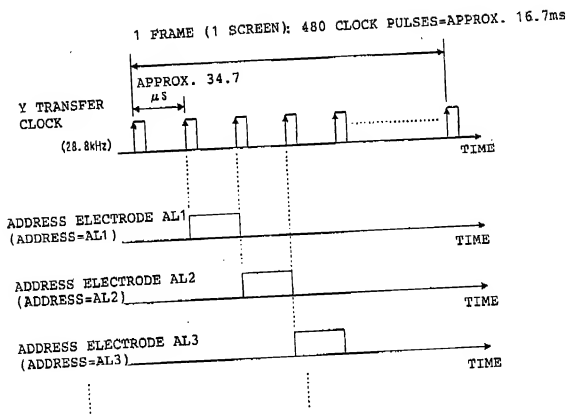 1 FRAME (1 SCREEN): 480 CLOCK PULSES=APPROX. 16.7ms
APPROX. 34.7
μS
Y TRANSFER
CLOCK
(28.8kHz)
TIME
ADDRESS ELECTRODE AL1
(ADDRESS=AL1)
TIME
ADDRESS ELECTRODE AL2
(ADDRESS=AL2)
TIME
ADDRESS ELECTRODE AL3
(ADDRESS=AL3)
TIME